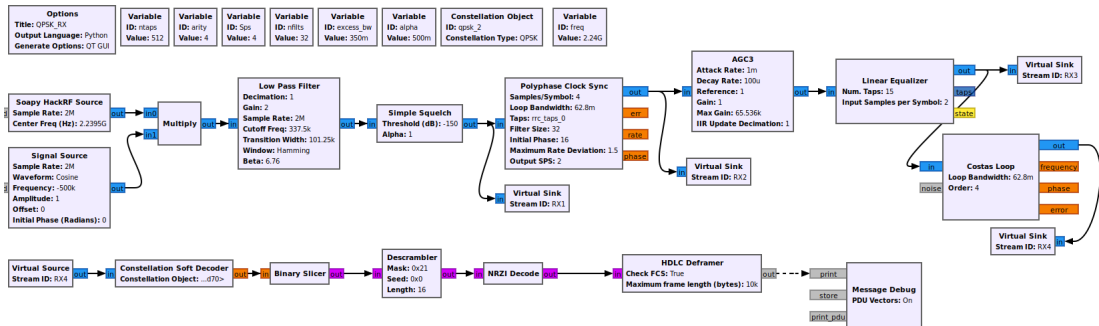 Options
Title: QPSK_RX
Output Language: Python
Generate Options: QT GUI
Variable
ID: ntaps
Value: 512
Variable
ID: arity
Value: 4
Variable
ID: Sps
Value: 4
Variable
ID: nfilts
Value: 32
Variable
ID: excess_bw
Value: 350m
Variable
ID: alpha
Value: 500m
Constellation Object
ID: qpsk_2
Constellation Type: QPSK
Variable
ID: freq
Value: 2.24G
Soapy HackRF Source
Sample Rate: 2M
Center Freq (Hz): 2.2395G
out
Signal Source
Sample Rate: 2M
Waveform: Cosine
Frequency: -500k
Amplitude: 1
Offset: 0
Initial Phase (Radians): 0
out
in0
in1
Multiply
out
in
Low Pass Filter
Decimation: 1
Gain: 2
Sample Rate: 2M
Cutoff Freq: 337.5k
Transition Width: 101.25k
Window: Hamming
Beta: 6.76
out
in
Simple Squelch
Threshold (dB): -150
Alpha: 1
out
in
Polyphase Clock Sync
Samples/Symbol: 4
Loop Bandwidth: 62.8m
Taps: rrc_taps_0
Filter Size: 32
Initial Phase: 16
Maximum Rate Deviation: 1.5
Output SPS: 2
out
err
rate
phase
in
Virtual Sink
Stream ID: RX1
in
Virtual Sink
Stream ID: RX2
in
AGC3
Attack Rate: 1m
Decay Rate: 100u
Reference: 1
Gain: 1
Max Gain: 65.536k
IIR Update Decimation: 1
out
in
Linear Equalizer
Num. Taps: 15
Input Samples per Symbol: 2
out
taps
state
in
Virtual Sink
Stream ID: RX3
in
noise
Costas Loop
Loop Bandwidth: 62.8m
Order: 4
out
frequency
phase
error
Virtual Sink
Stream ID: RX4
in
Virtual Source
Stream ID: RX4
out
in
Constellation Soft Decoder
Constellation Object: ...d70>
out
in
Binary Slicer
out
in
Descrambler
Mask: 0x21
Seed: 0x0
Length: 16
out
in
NRZI Decode
out
in
HDLC Deframer
Check FCS: True
Maximum frame length (bytes): 10k
out
print
store
print_pdu
Message Debug
PDU Vectors: On